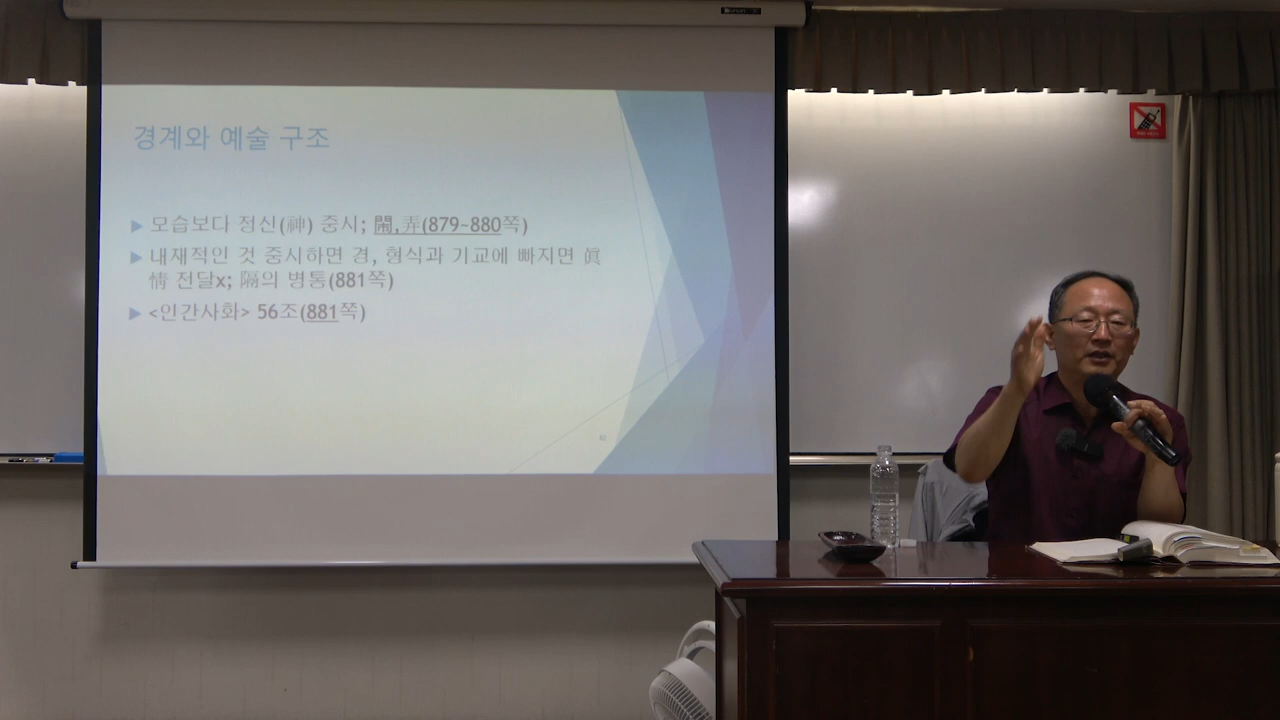 경계와 예술 구조
▶ 모습보다 정신(神) 중시; 鬧,弄(879~880쪽)
▶ 내재적인 것 중시하면 경, 형식과 기교에 빠지면 眞
情 전달x; 隔의 병통(881쪽)
▶ <인간사화> 56조(881쪽)